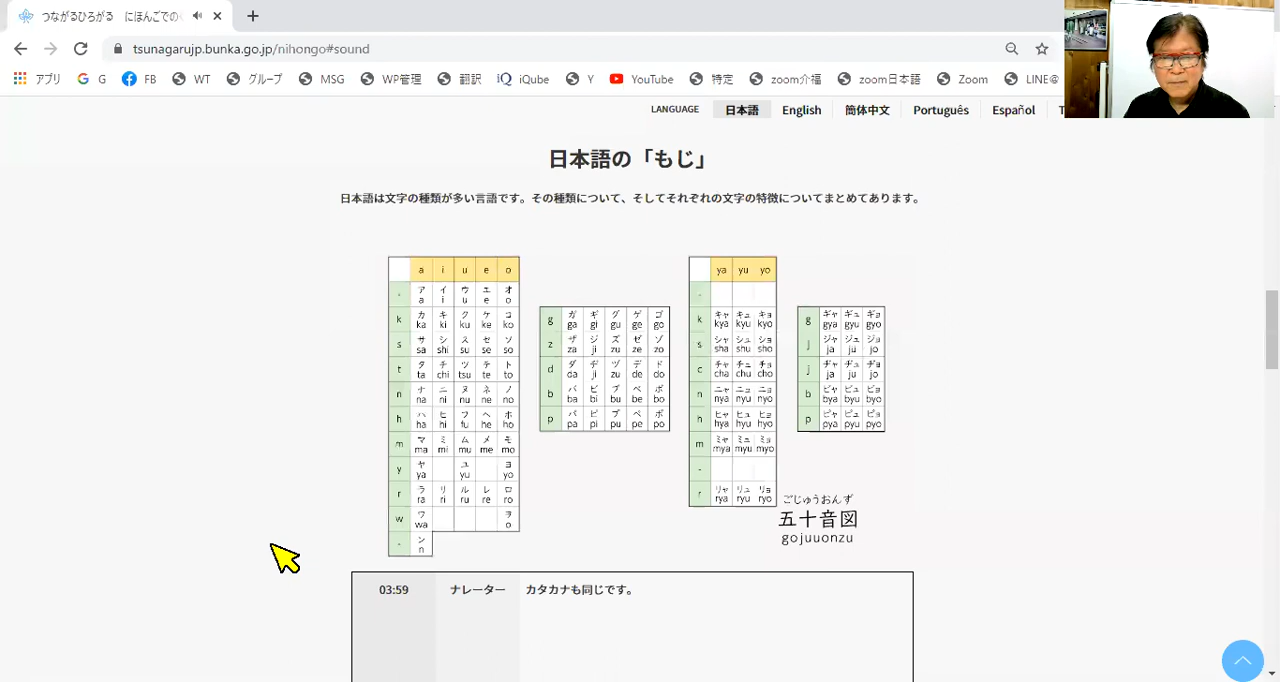 つながるひろがる　にほんごでの
tsunagarujp.bunka.go.jp/nihongo#sound
アプリ G FB WT グループ MSG WP管理 翻訳 iQube Y YouTube 特定 zoom介福 zoom日本語 Zoom LINE@
LANGUAGE 日本語 English 简体中文 Português Español
日本語の「もじ」
日本語は文字の種類が多い言語です。その種類について、そしてそれぞれの文字の特徴についてまとめてあります。
a i u e o
- ア イ ウ エ オ
a i u e o
k カ キ ク ケ コ
ka ki ku ke ko
s サ シ ス セ ソ
sa shi su se so
t タ チ ツ テ ト
ta chi tsu te to
n ナ ニ ヌ ネ ノ
na ni nu ne no
h ハ ヒ フ ヘ ホ
ha hi fu he ho
m マ ミ ム メ モ
ma mi mu me mo
y ヤ ユ ヨ
ya yu yo
r ラ リ ル レ ロ
ra ri ru re ro
w ワ ヲ
wa o
- ン
n
g ガ ギ グ ゲ ゴ
ga gi gu ge go
z ザ ジ ズ ゼ ゾ
za ji zu ze zo
d ダ ヂ ヅ デ ド
da ji zu de do
b バ ビ ブ ベ ボ
ba bi bu be bo
p パ ピ プ ペ ポ
pa pi pu pe po
ya yu yo
-
k キャ キュ キョ
kya kyu kyo
s シャ シュ ショ
sha shu sho
c チャ チュ チョ
cha chu cho
n ニャ ニュ ニョ
nya nyu nyo
h ヒャ ヒュ ヒョ
hya hyu hyo
m ミャ ミュ ミョ
mya myu myo
-
r リャ リュ リョ
rya ryu ryo
g ギャ ギュ ギョ
gya gyu gyo
j ジャ ジュ ジョ
ja ju jo
j ヂャ ヂュ ヂョ
ja ju jo
b ビャ ビュ ビョ
bya byu byo
p ピャ ピュ ピョ
pya pyu pyo
ごじゅうおんず
五十音図
gojuuonzu
03:59 ナレーター カタカナも同じです。